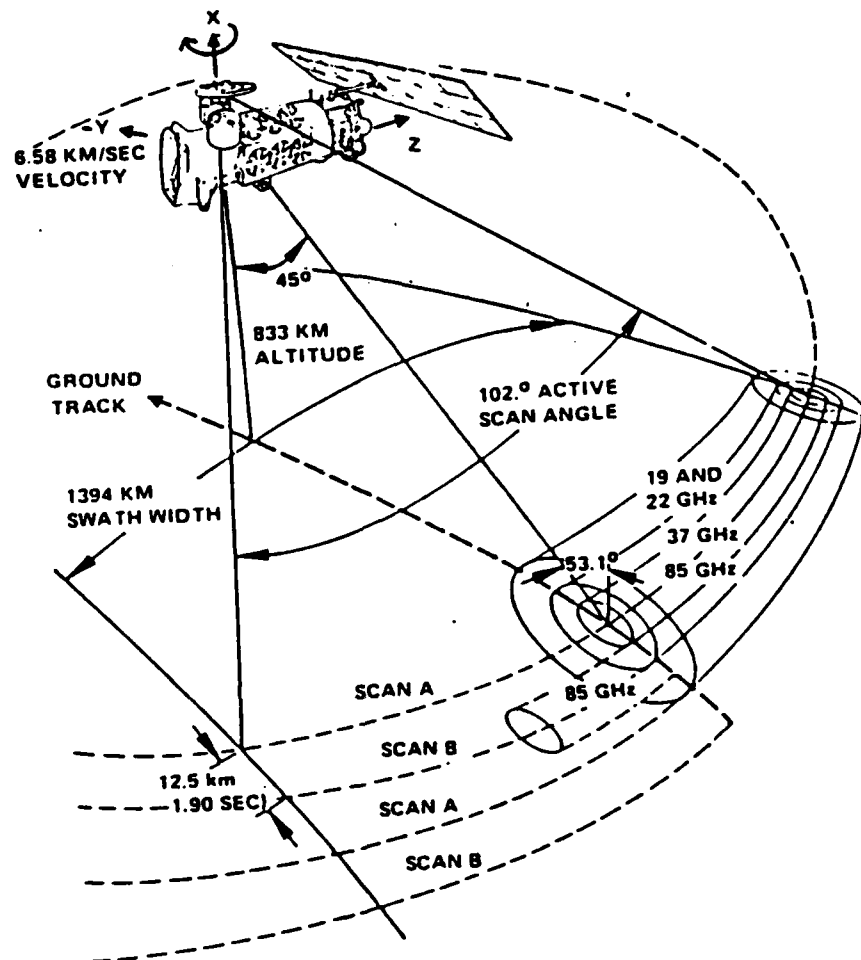 X
-Y
6.58 KM/SEC
VELOCITY
Z
45°
833 KM
ALTITUDE
GROUND
TRACK
102.° ACTIVE
SCAN ANGLE
1394 KM
SWATH WIDTH
19 AND
22 GHz
37 GHz
53.1°
85 GHz
SCAN A
85 GHz
SCAN B
12.5 km
1.90 SEC)
SCAN A
SCAN B